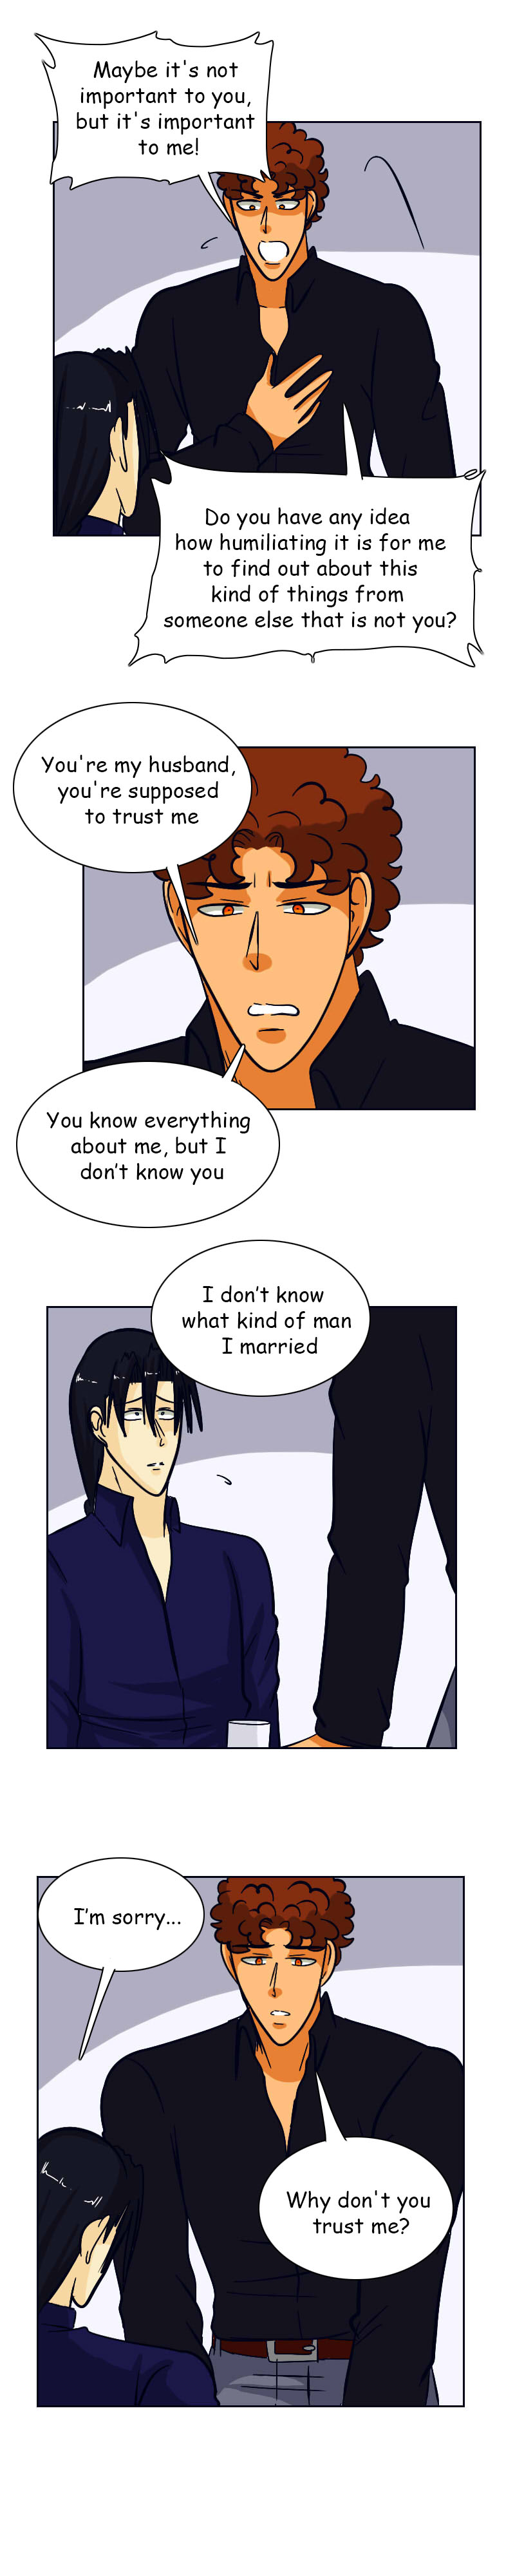 Maybe it's not
important to you,
but it's important
to me!
Do you have any idea
how humiliating it is for me
to find out about this
kind of things from
someone else that is not you?
You're my husband,
you're supposed
to trust me
You know everything
about me, but I
don't know you
I don't know
what kind of man
I married
I'm sorry...
Why don't you
trust me?